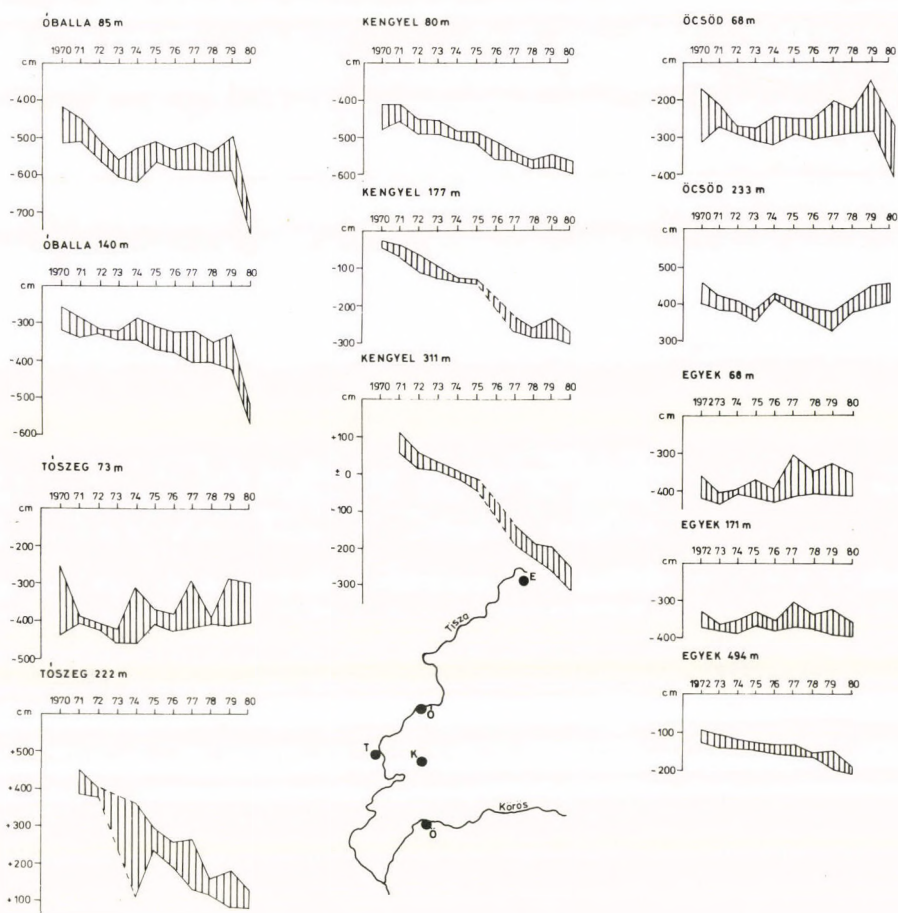 ÓBALLA 85 m
1970 71 72 73 74 75 76 77 78 79 80
cm
-400
-500
-600
-700
ÓBALLA 140 m
1970 71 72 73 74 75 76 77 78 79 80
cm
-300
-400
-500
-600
TÓSZEG 73 m
1970 71 72 73 74 75 76 77 78 79 80
cm
-200
-300
-400
-500
TÓSZEG 222 m
1970 71 72 73 74 75 76 77 78 79 80
cm
+500
+400
+300
+200
+100
KENGYEL 80 m
1970 71 72 73 74 75 76 77 78 79 80
cm
-400
-500
-600
KENGYEL 177 m
1970 71 72 73 74 75 76 77 78 79 80
cm
-100
-200
-300
KENGYEL 311 m
1970 71 72 73 74 75 76 77 78 79 80
cm
+100
± 0
-100
-200
-300
E
Tisza
Ó
T
K
Körös
Ö
ÖCSÖD 68 m
1970 71 72 73 74 75 76 77 78 79 80
cm
-200
-300
-400
ÖCSÖD 233 m
1970 71 72 73 74 75 76 77 78 79 80
cm
500
400
300
EGYEK 68 m
1972 73 74 75 76 77 78 79 80
cm
-300
-400
EGYEK 171 m
1972 73 74 75 76 77 78 79 80
cm
-300
-400
EGYEK 494 m
1972 73 74 75 76 77 78 79 80
cm
-100
-200